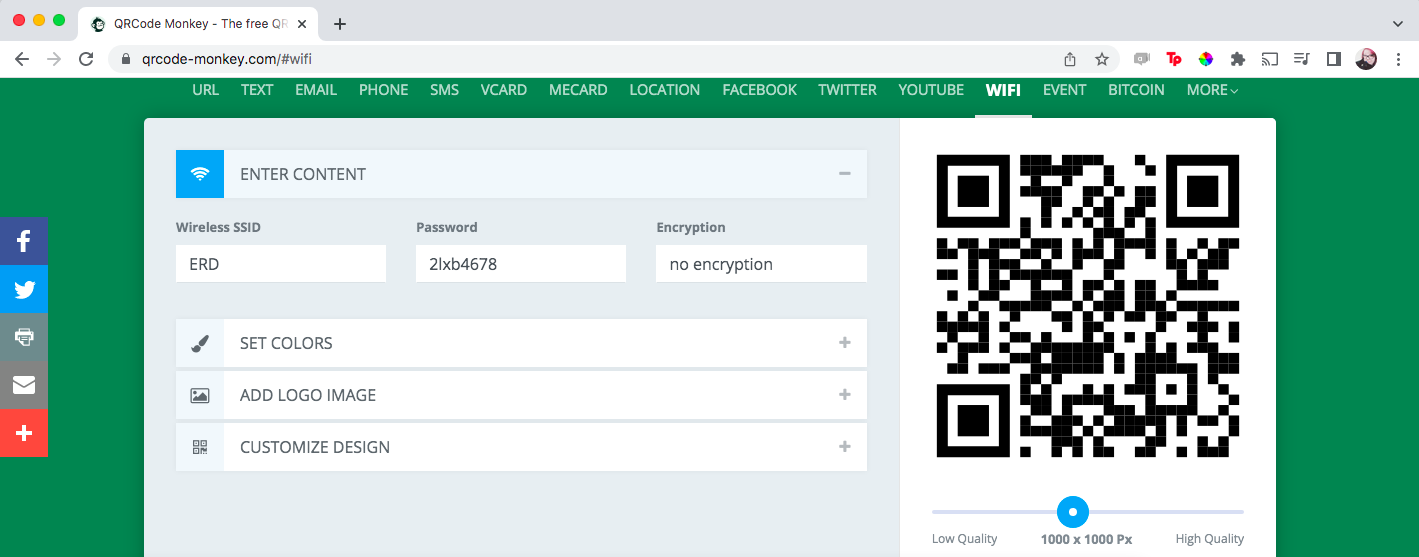 QRCode Monkey - The free QR
qrcode-monkey.com/#wifi
Tp
URL TEXT EMAIL PHONE SMS VCARD MECARD LOCATION FACEBOOK TWITTER YOUTUBE WIFI EVENT BITCOIN MORE
ENTER CONTENT
Wireless SSID Password Encryption
ERD 2lxb4678 no encryption
SET COLORS
ADD LOGO IMAGE
CUSTOMIZE DESIGN
Low Quality 1000 x 1000 Px High Quality